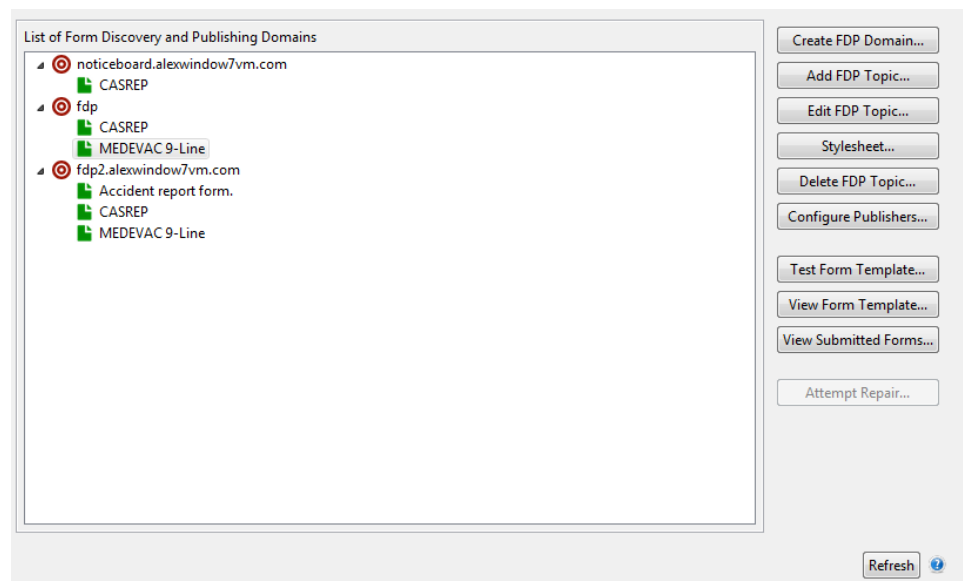 List of Form Discovery and Publishing Domains
noticeboard.alexwindow7vm.com
CASREP
fdp
CASREP
MEDEVAC 9-Line
fdp2.alexwindow7vm.com
Accident report form.
CASREP
MEDEVAC 9-Line
Create FDP Domain...
Add FDP Topic...
Edit FDP Topic...
Stylesheet...
Delete FDP Topic...
Configure Publishers...
Test Form Template...
View Form Template...
View Submitted Forms...
Attempt Repair...
Refresh
?